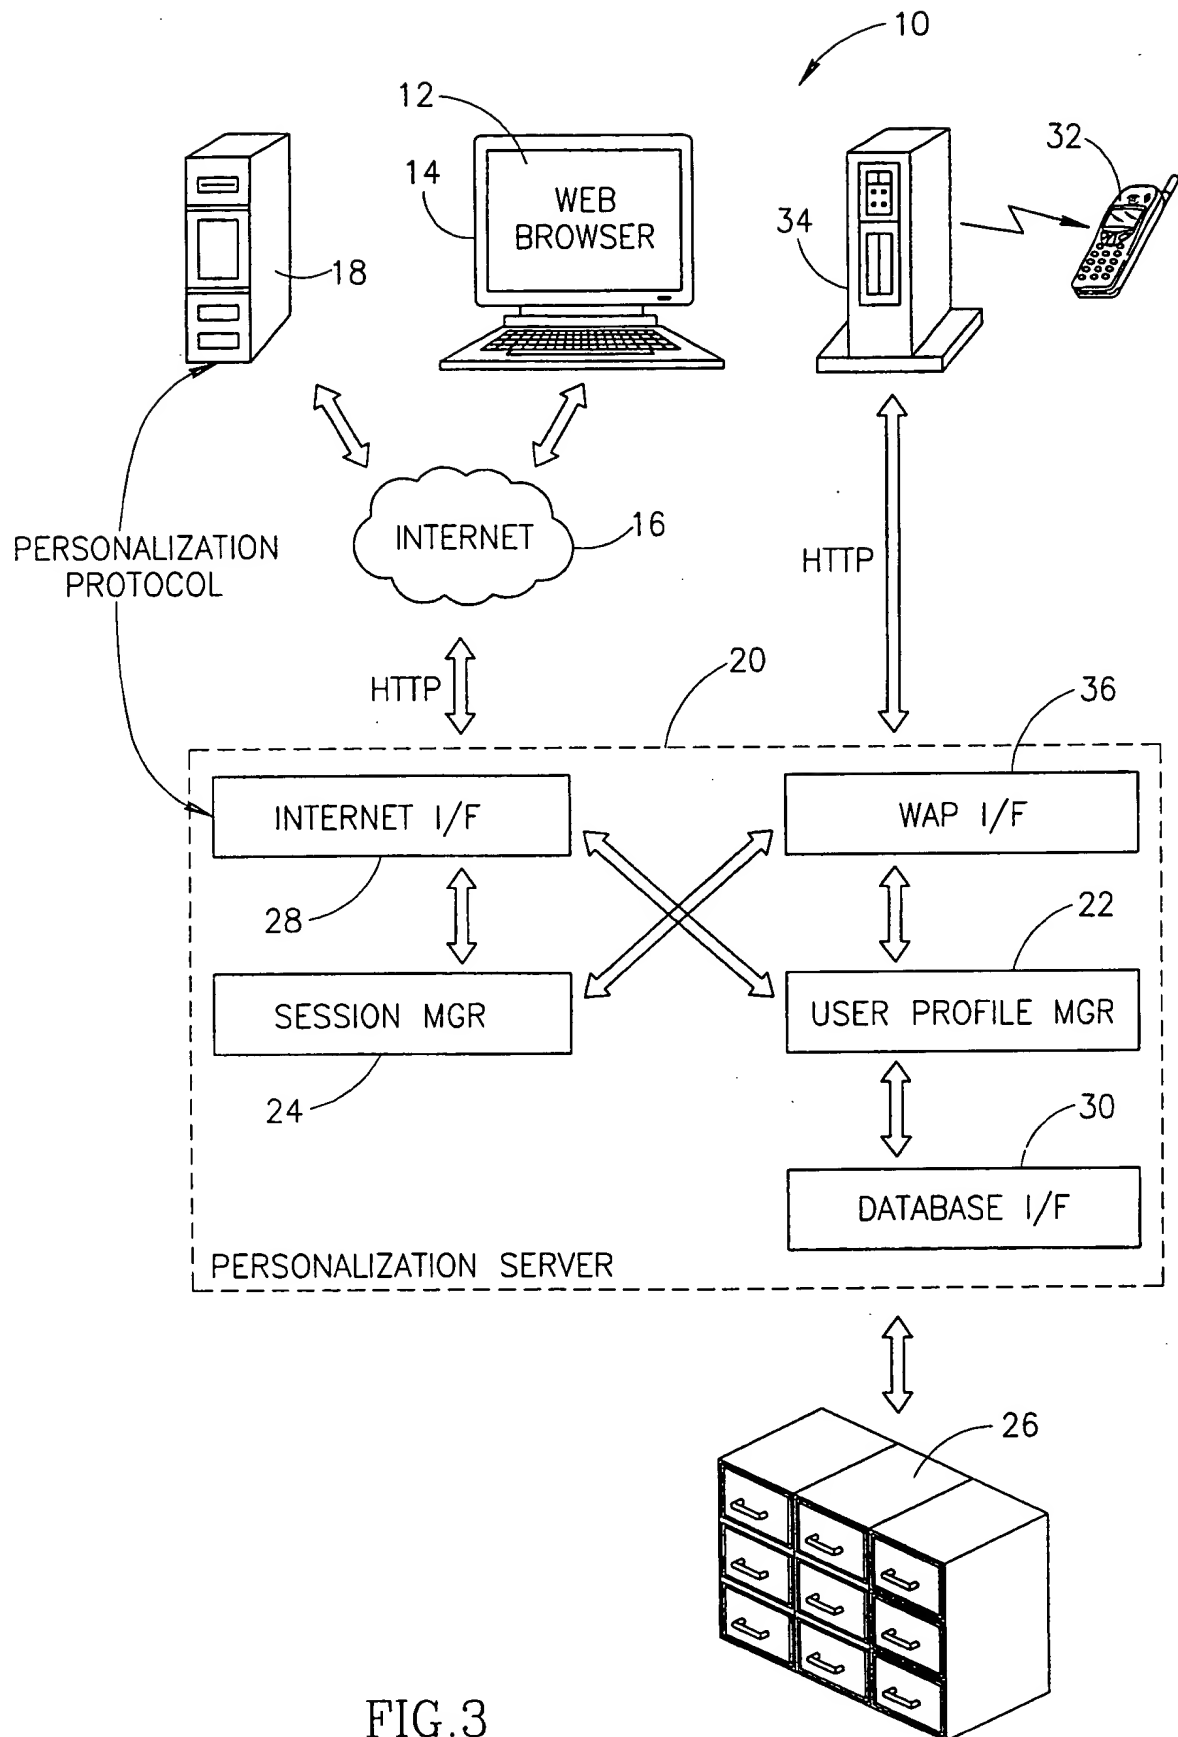 10
12
32
14
WEB
BROWSER
34
18
INTERNET
16
PERSONALIZATION
PROTOCOL
HTTP
20
HTTP
36
INTERNET I/F
WAP I/F
28
22
SESSION MGR
USER PROFILE MGR
24
30
DATABASE I/F
PERSONALIZATION SERVER
26
FIG.3